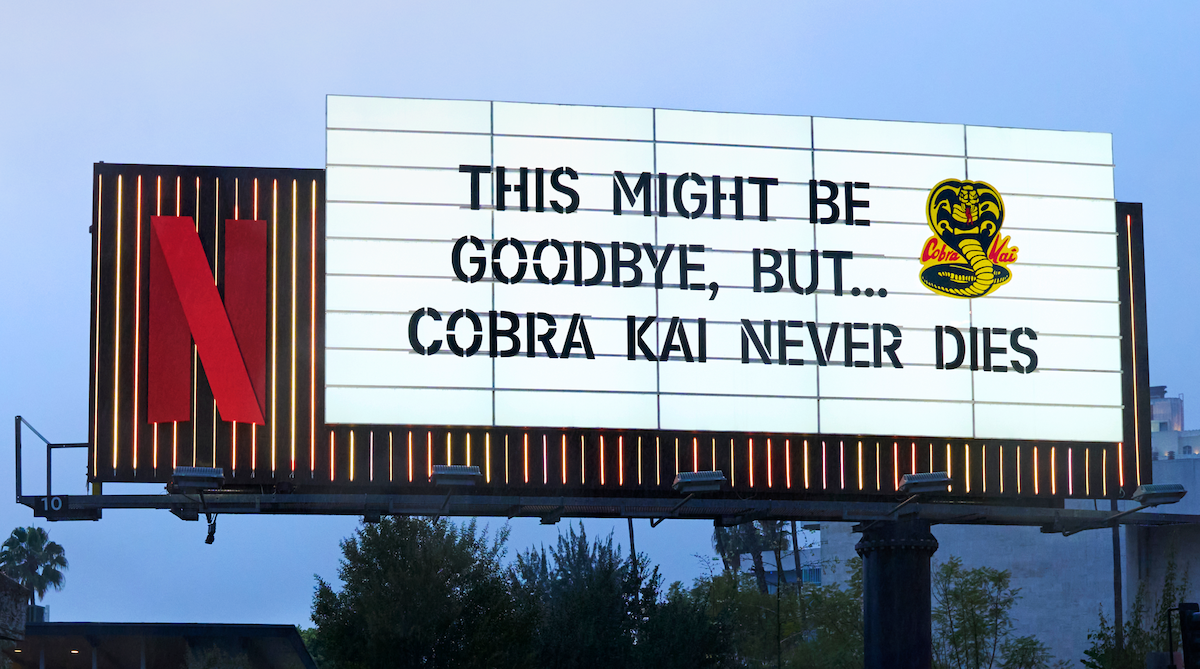 N
THIS MIGHT BE
GOODBYE, BUT...
COBRA KAI NEVER DIES
Cobra Kai
10